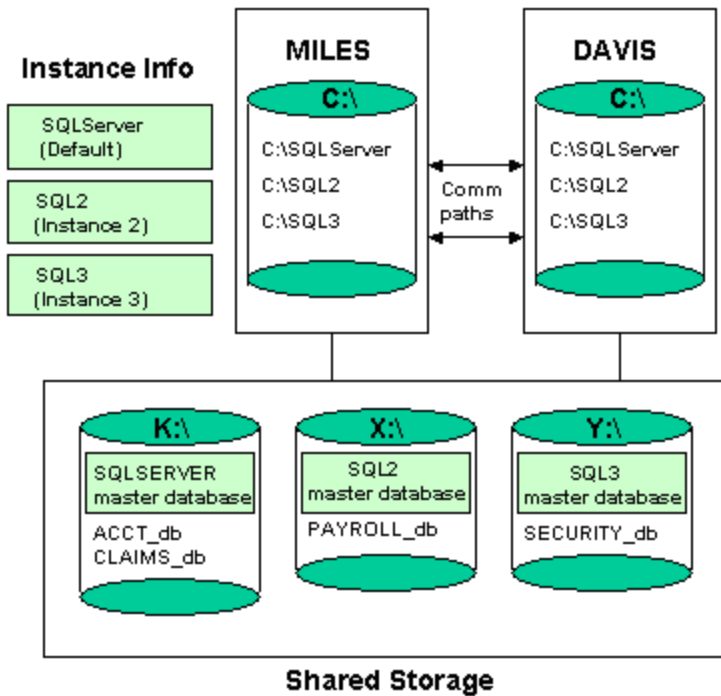 Instance Info
SQLServer
(Default)
SQL2
(Instance 2)
SQL3
(Instance 3)
MILES
C:\
C:\SQLServer
C:\SQL2
C:\SQL3
Comm
paths
DAVIS
C:\
C:\SQLServer
C:\SQL2
C:\SQL3
K:\
SQLSERVER
master database
ACCT_db
CLAIMS_db
X:\
SQL2
master database
PAYROLL_db
Y:\
SQL3
master database
SECURITY_db
Shared Storage